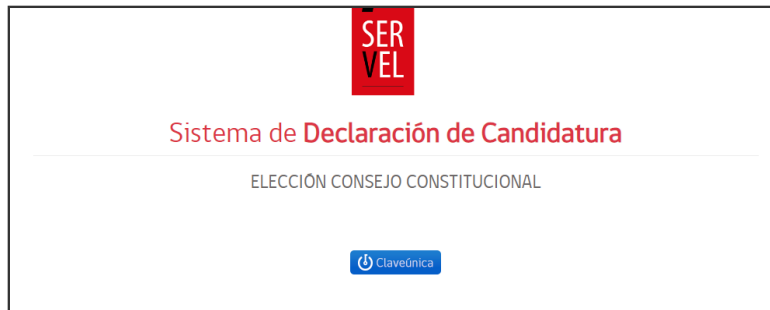 SER
VEL
Sistema de Declaración de Candidatura
ELECCIÓN CONSEJO CONSTITUCIONAL
Claveúnica